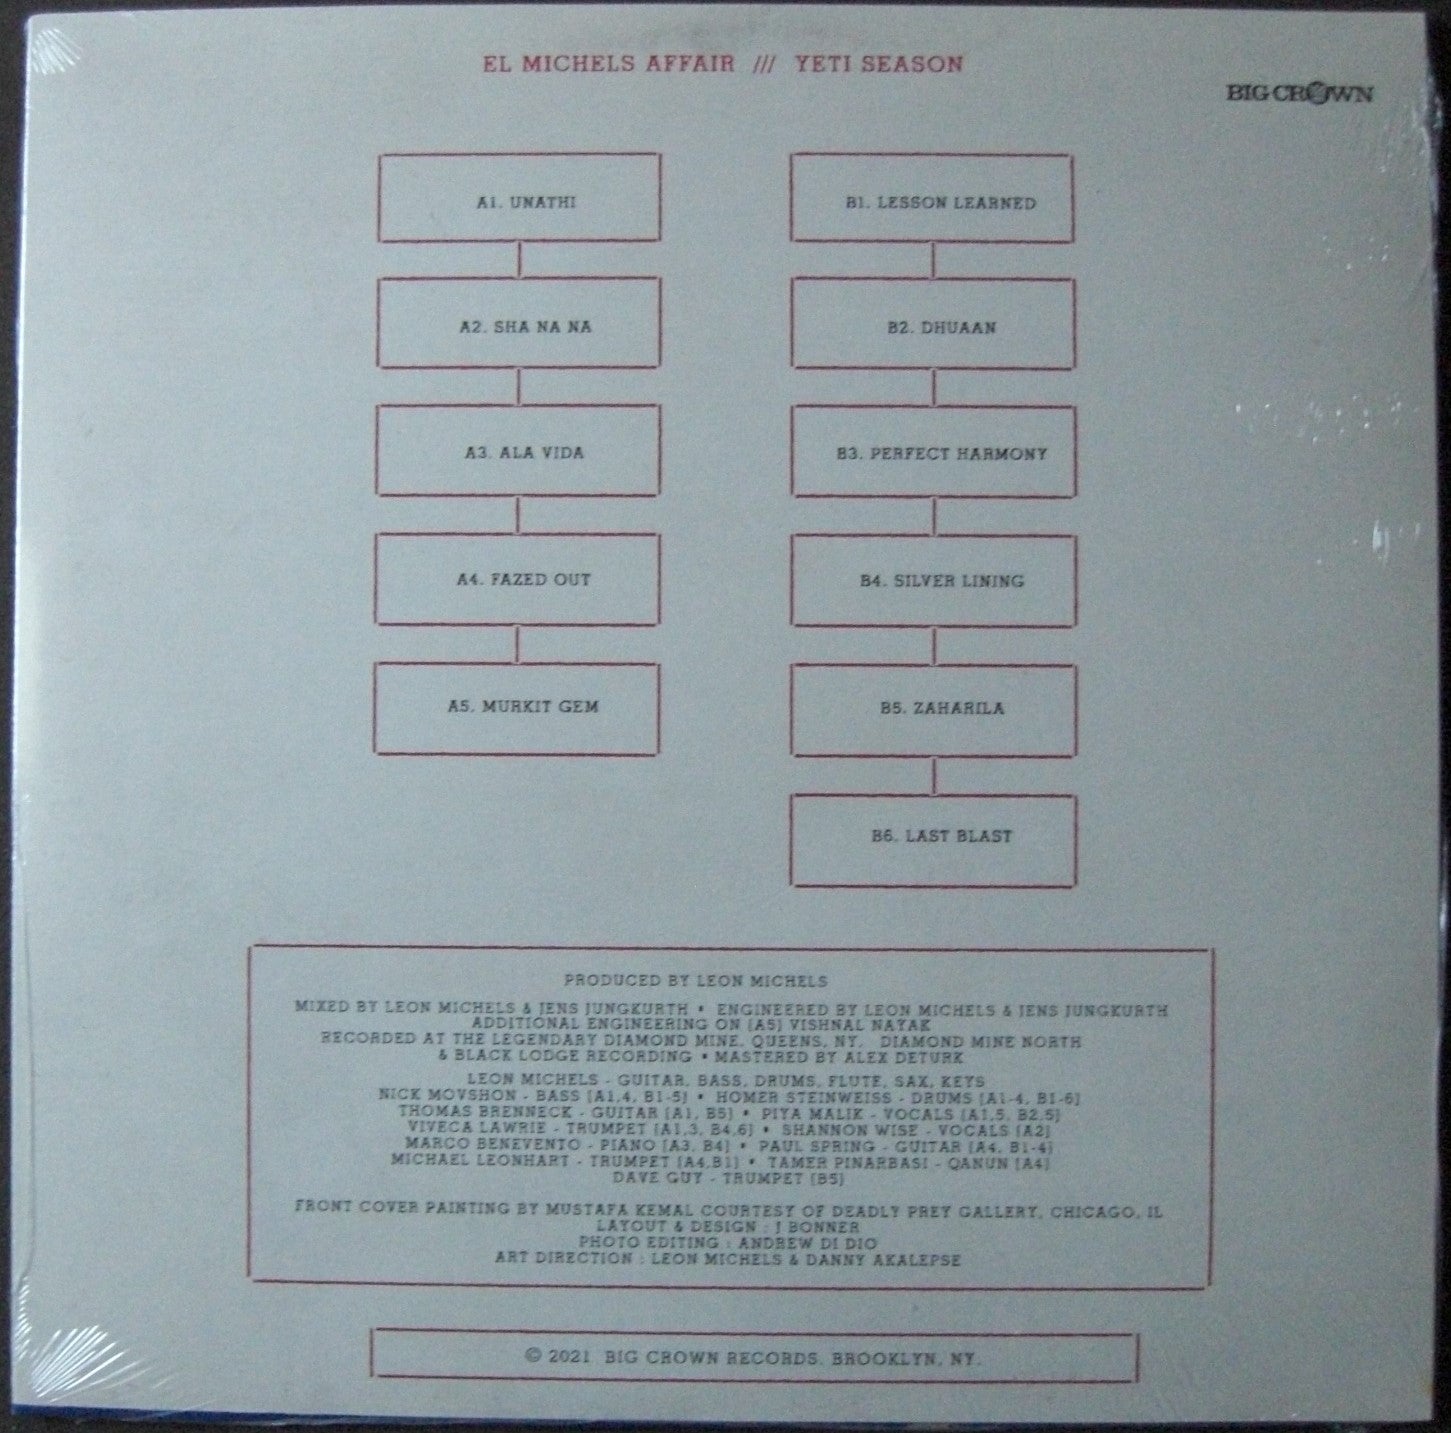 EL MICHELS AFFAIR /// YETI SEASON
BIG CROWN
A1. UNATHI
A2. SHA NA NA
A3. ALA VIDA
A4. FAZED OUT
A5. MURKIT GEM
B1. LESSON LEARNED
B2. DHUAAN
B3. PERFECT HARMONY
B4. SILVER LINING
B5. ZAHARILA
B6. LAST BLAST
PRODUCED BY LEON MICHELS
MIXED BY LEON MICHELS & JENS JUNGKURTH • ENGINEERED BY LEON MICHELS & JENS JUNGKURTH
ADDITIONAL ENGINEERING ON [A5] VISHNAL NAYAK
RECORDED AT THE LEGENDARY DIAMOND MINE, QUEENS, NY. DIAMOND MINE NORTH
& BLACK LODGE RECORDING • MASTERED BY ALEX DETURK
LEON MICHELS - GUITAR, BASS, DRUMS, FLUTE, SAX, KEYS
NICK MOVSHON - BASS [A1,4, B1-5] • HOMER STEINWEISS - DRUMS [A1-4, B1-6]
THOMAS BRENNECK - GUITAR [A1, B5] • PIYA MALIK - VOCALS [A1,5, B2,5]
VIVECA LAWRIE - TRUMPET [A1,3, B4,6] • SHANNON WISE - VOCALS [A2]
MARCO BENEVENTO - PIANO [A3, B4] • PAUL SPRING - GUITAR [A4, B1-4]
MICHAEL LEONHART - TRUMPET [A4,B1] • TAMER PINARBASI - QANUN [A4]
DAVE GUY - TRUMPET [B5]
FRONT COVER PAINTING BY MUSTAFA KEMAL COURTESY OF DEADLY PREY GALLERY, CHICAGO, IL
LAYOUT & DESIGN : J BONNER
PHOTO EDITING : ANDREW DI DIO
ART DIRECTION : LEON MICHELS & DANNY AKALEPSE
© 2021 BIG CROWN RECORDS. BROOKLYN, NY.